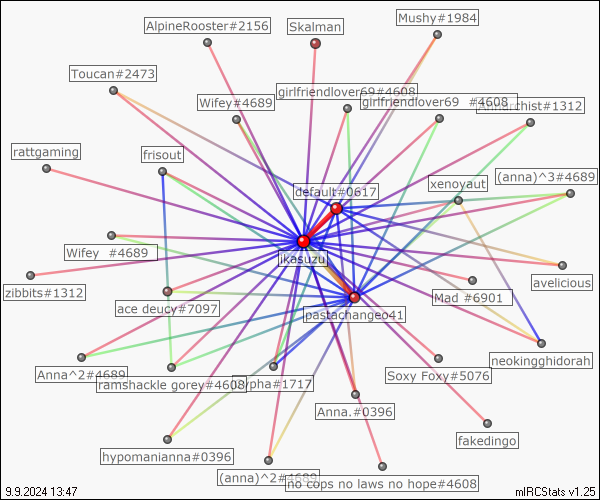 AlpineRooster#2156
Skalman
Mushy#1984
Toucan#2473
girlfriendlover69#4608
girlfriendlover69 #4608
Wifey#4689
#1312
rattgaming
frisout
default#0617
xenoyaut
(anna)^3#4689
Wifey #4689
ikasuzu
zibbits#1312
ace deucy#7097
pastachangeo41
Mad #6901
avelicious
neokingghidorah
Anna^2#4689
ramshackle gorey#4608
#1717
Soxy Foxy#5076
Anna.#0396
fakedingo
hypomanianna#0396
(anna)^2#4689
no cops no laws no hope#4608
9.9.2024 13:47
mIRCStats v1.25